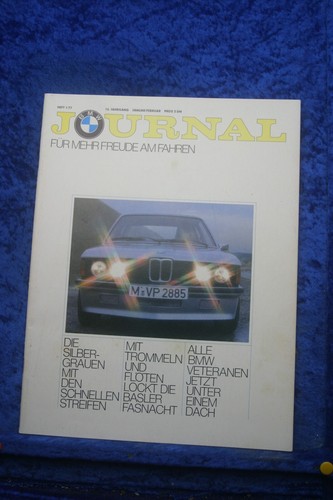 BMW
JOURNAL
FÜR MEHR FREUDE AM FAHREN
M VP 2885
DIE
SILBER-
GRAUEN
MIT
DEN
SCHNELLEN
STREIFEN
MIT
TROMMELN
UND
FLÖTEN
LOCKT DIE
BASLER
FASNACHT
ALLE
BMW
VETERANEN
JETZT
UNTER
EINEM
DACH